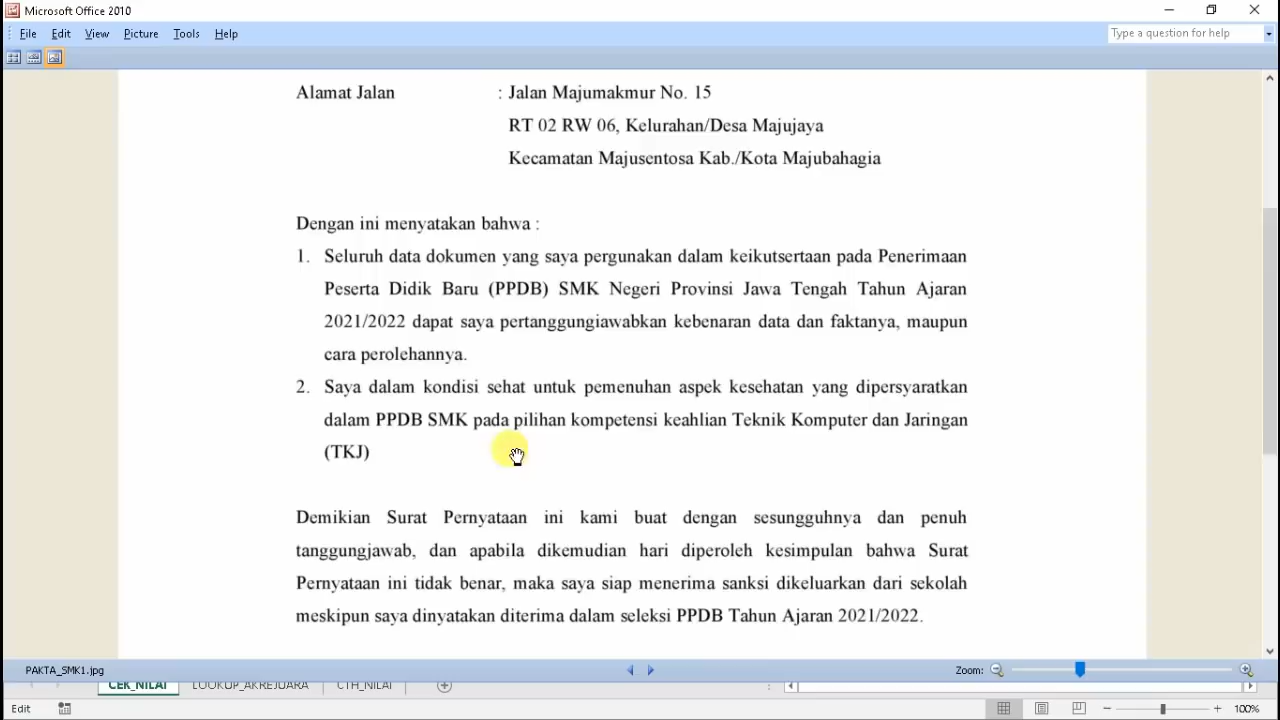 Microsoft Office 2010
File Edit View Picture Tools Help
Type a question for help
Alamat Jalan : Jalan Majumakmur No. 15
RT 02 RW 06, Kelurahan/Desa Majujaya
Kecamatan Majusentosa Kab./Kota Majubahagia
Dengan ini menyatakan bahwa :
1. Seluruh data dokumen yang saya pergunakan dalam keikutsertaan pada Penerimaan
Peserta Didik Baru (PPDB) SMK Negeri Provinsi Jawa Tengah Tahun Ajaran
2021/2022 dapat saya pertanggungiawabkan kebenaran data dan faktanya, maupun
cara perolehannya.
2. Saya dalam kondisi sehat untuk pemenuhan aspek kesehatan yang dipersyaratkan
dalam PPDB SMK pada pilihan kompetensi keahlian Teknik Komputer dan Jaringan
(TKJ)
Demikian Surat Pernyataan ini kami buat dengan sesungguhnya dan penuh
tanggungjawab, dan apabila dikemudian hari diperoleh kesimpulan bahwa Surat
Pernyataan ini tidak benar, maka saya siap menerima sanksi dikeluarkan dari sekolah
meskipun saya dinyatakan diterima dalam seleksi PPDB Tahun Ajaran 2021/2022.
PAKTA_SMK1.jpg Zoom:
CEK_NILAI LOOKUP_AKREJUARA CTH_NILAI
Edit 100%